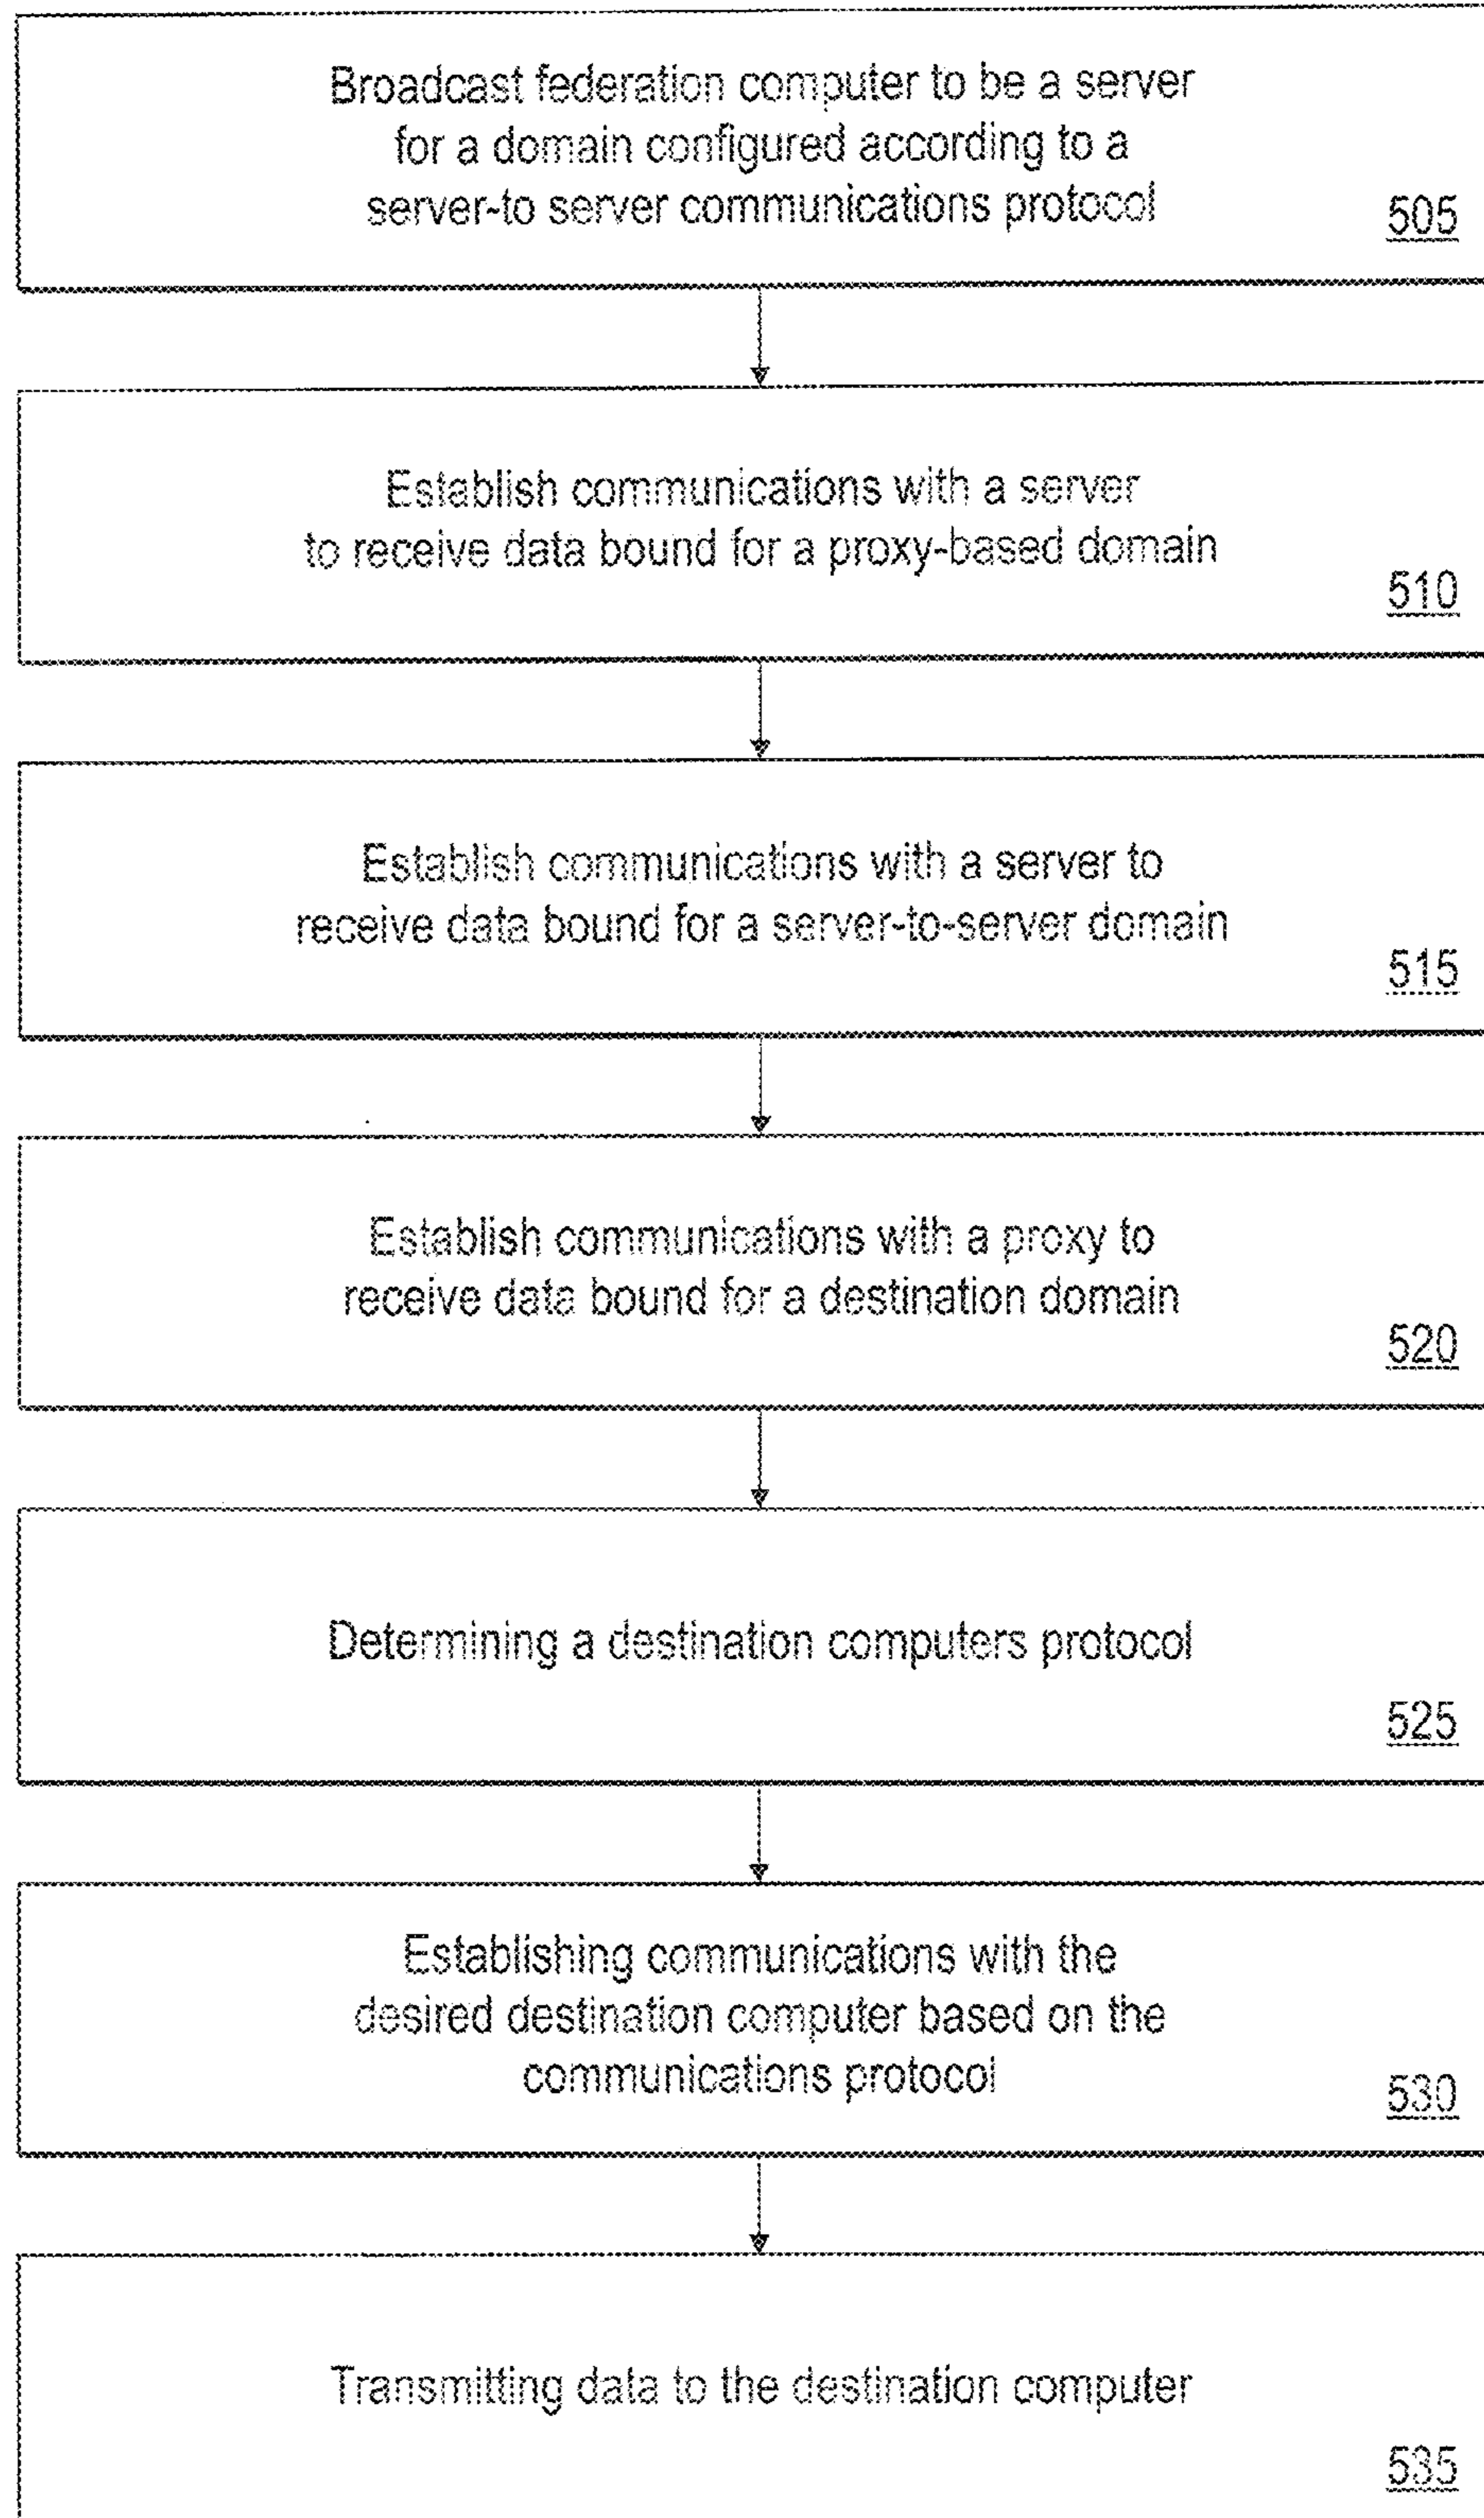 Broadcast federation computer to be a server
for a domain configured according to a
server-to server communications protocol
505
Establish communications with a server
to receive data bound for a proxy-based domain
510
Establish communications with a server to
receive data bound for a server-to-server domain
515
Establish communications with a proxy to
receive data bound for a destination domain
520
Determining a destination computers protocol
525
Establishing communications with the
desired destination computer based on the
communications protocol
530
Transmitting data to the destination computer
535